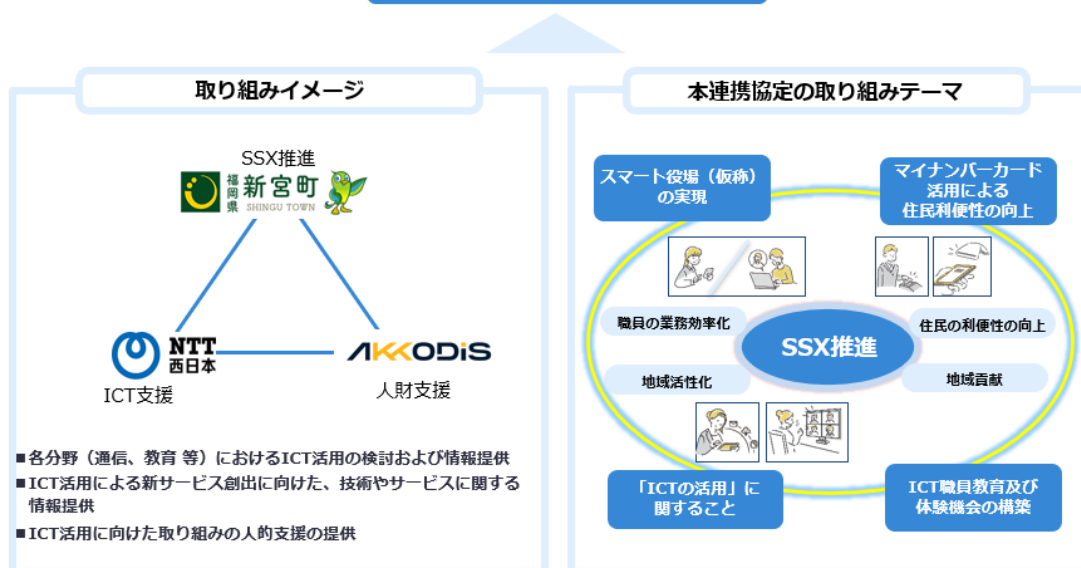 取り組みイメージ
SSX推進
福岡県
新宮町
SHINGU TOWN
NTT
西日本
ICT支援
AKKODiS
人財支援
■各分野（通信、教育 等）におけるICT活用の検討および情報提供
■ICT活用による新サービス創出に向けた、技術やサービスに関する
情報提供
■ICT活用に向けた取り組みの人的支援の提供
本連携協定の取り組みテーマ
スマート役場（仮称）
の実現
マイナンバーカード
活用による
住民利便性の向上
職員の業務効率化
住民の利便性の向上
SSX推進
地域活性化
地域貢献
「ICTの活用」に
関すること
ICT職員教育及び
体験機会の構築